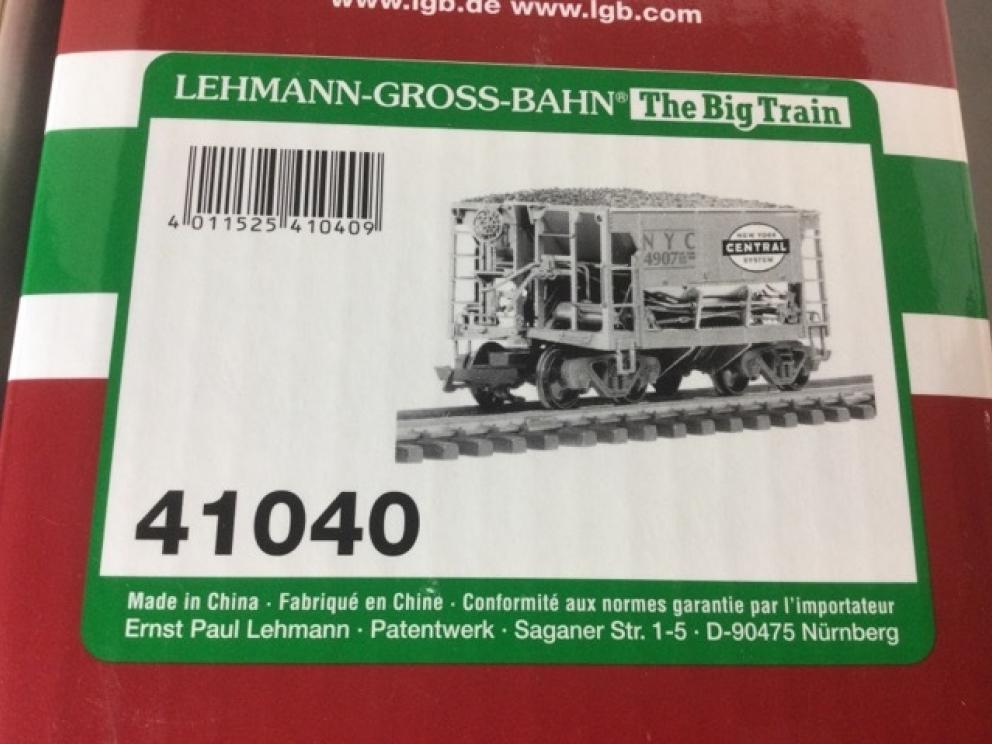 www.lgb.de www.lgb.com
LEHMANN-GROSS-BAHN® The Big Train
4 011525 410409
NYC
4907
NEW YORK
CENTRAL
SYSTEM
41040
Made in China · Fabriqué en Chine · Conformité aux normes garantie par l'importateur
Ernst Paul Lehmann · Patentwerk · Saganer Str. 1-5 · D-90475 Nürnberg